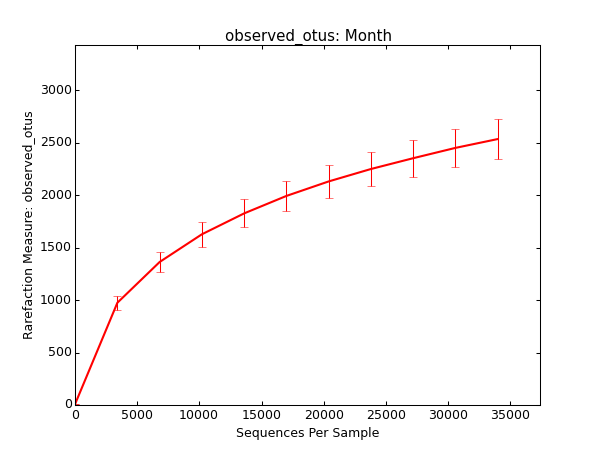 observed_otus: Month
Rarefaction Measure: observed_otus
3000
2500
2000
1500
1000
500
0
0 5000 10000 15000 20000 25000 30000 35000
Sequences Per Sample